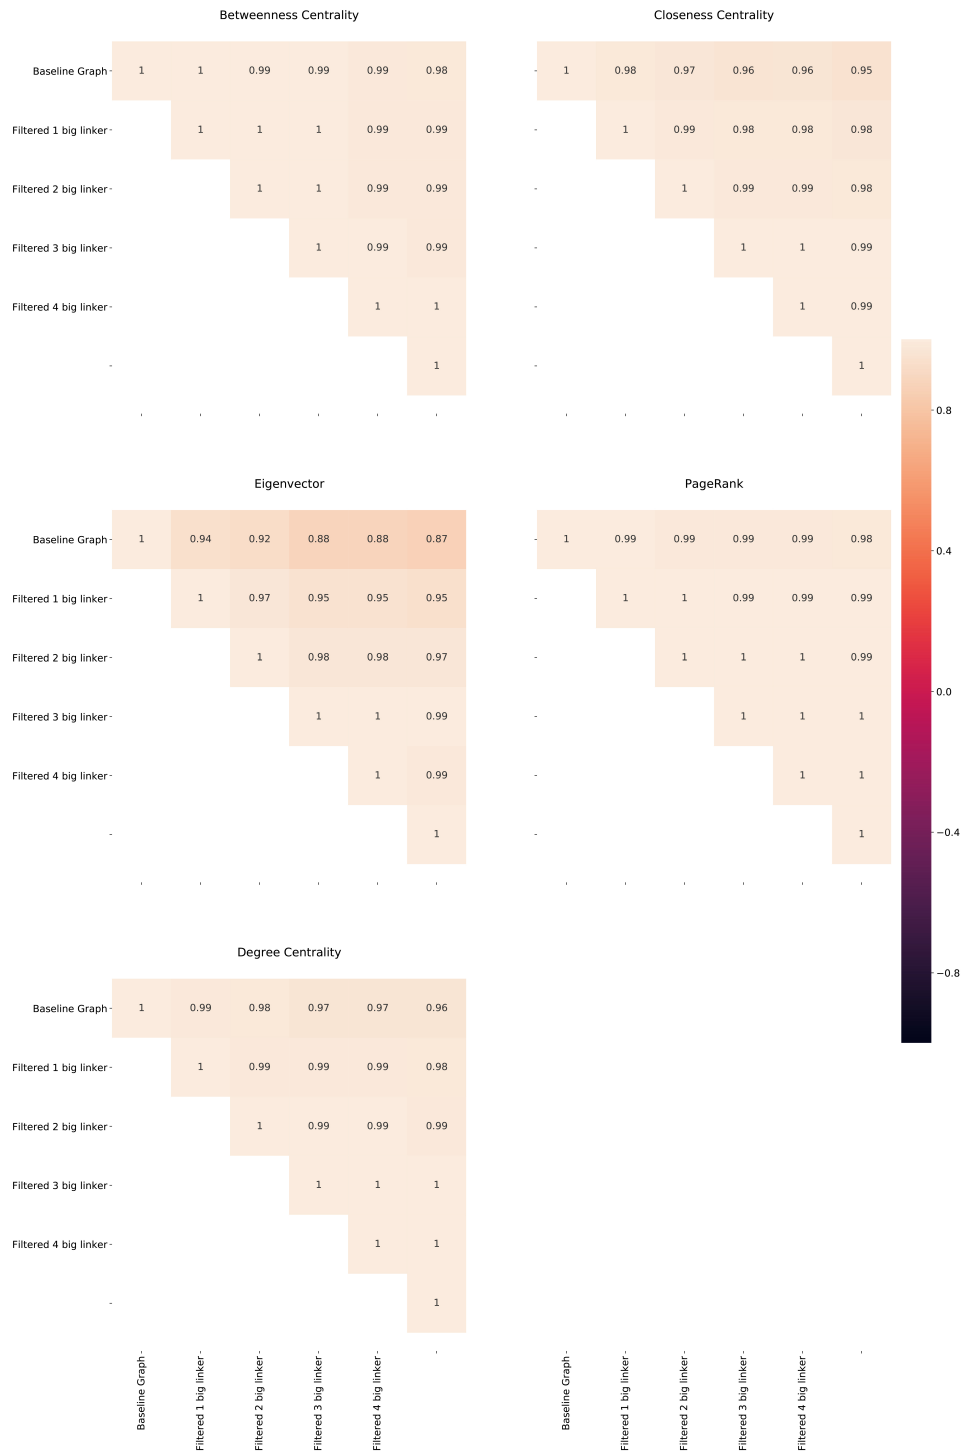 Betweenness Centrality
Baseline Graph 1 1 0.99 0.99 0.99 0.98
Filtered 1 big linker 1 1 1 0.99 0.99
Filtered 2 big linker 1 1 0.99 0.99
Filtered 3 big linker 1 0.99 0.99
Filtered 4 big linker 1 1
1
Closeness Centrality
1 0.98 0.97 0.96 0.96 0.95
1 0.99 0.98 0.98 0.98
1 0.99 0.99 0.98
1 1 0.99
1 0.99
1
Eigenvector
Baseline Graph 1 0.94 0.92 0.88 0.88 0.87
Filtered 1 big linker 1 0.97 0.95 0.95 0.95
Filtered 2 big linker 1 0.98 0.98 0.97
Filtered 3 big linker 1 1 0.99
Filtered 4 big linker 1 0.99
1
PageRank
1 0.99 0.99 0.99 0.99 0.98
1 1 0.99 0.99 0.99
1 1 1 0.99
1 1 1
1 1
1
0.8
0.4
0.0
−0.4
−0.8
Degree Centrality
Baseline Graph 1 0.99 0.98 0.97 0.97 0.96
Filtered 1 big linker 1 0.99 0.99 0.99 0.98
Filtered 2 big linker 1 0.99 0.99 0.99
Filtered 3 big linker 1 1 1
Filtered 4 big linker 1 1
1
Baseline Graph
Filtered 1 big linker
Filtered 2 big linker
Filtered 3 big linker
Filtered 4 big linker
Baseline Graph
Filtered 1 big linker
Filtered 2 big linker
Filtered 3 big linker
Filtered 4 big linker